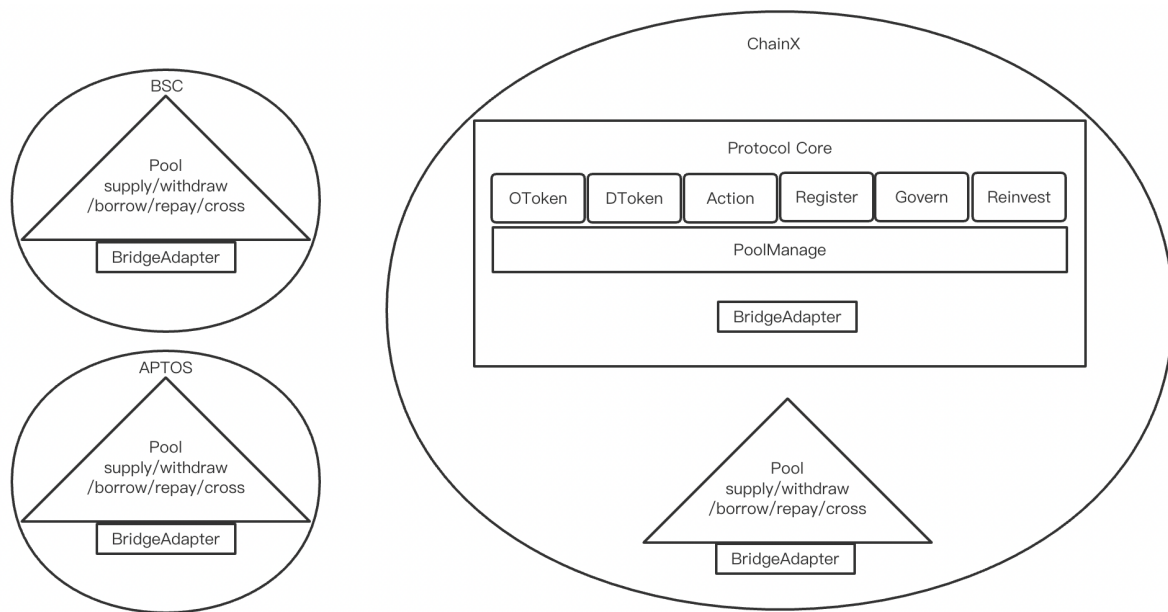 BSC
Pool
supply/withdraw
/borrow/repay/cross
BridgeAdapter
APTOS
Pool
supply/withdraw
/borrow/repay/cross
BridgeAdapter
ChainX
Protocol Core
OToken DToken Action Register Govern Reinvest
PoolManage
BridgeAdapter
Pool
supply/withdraw
/borrow/repay/cross
BridgeAdapter